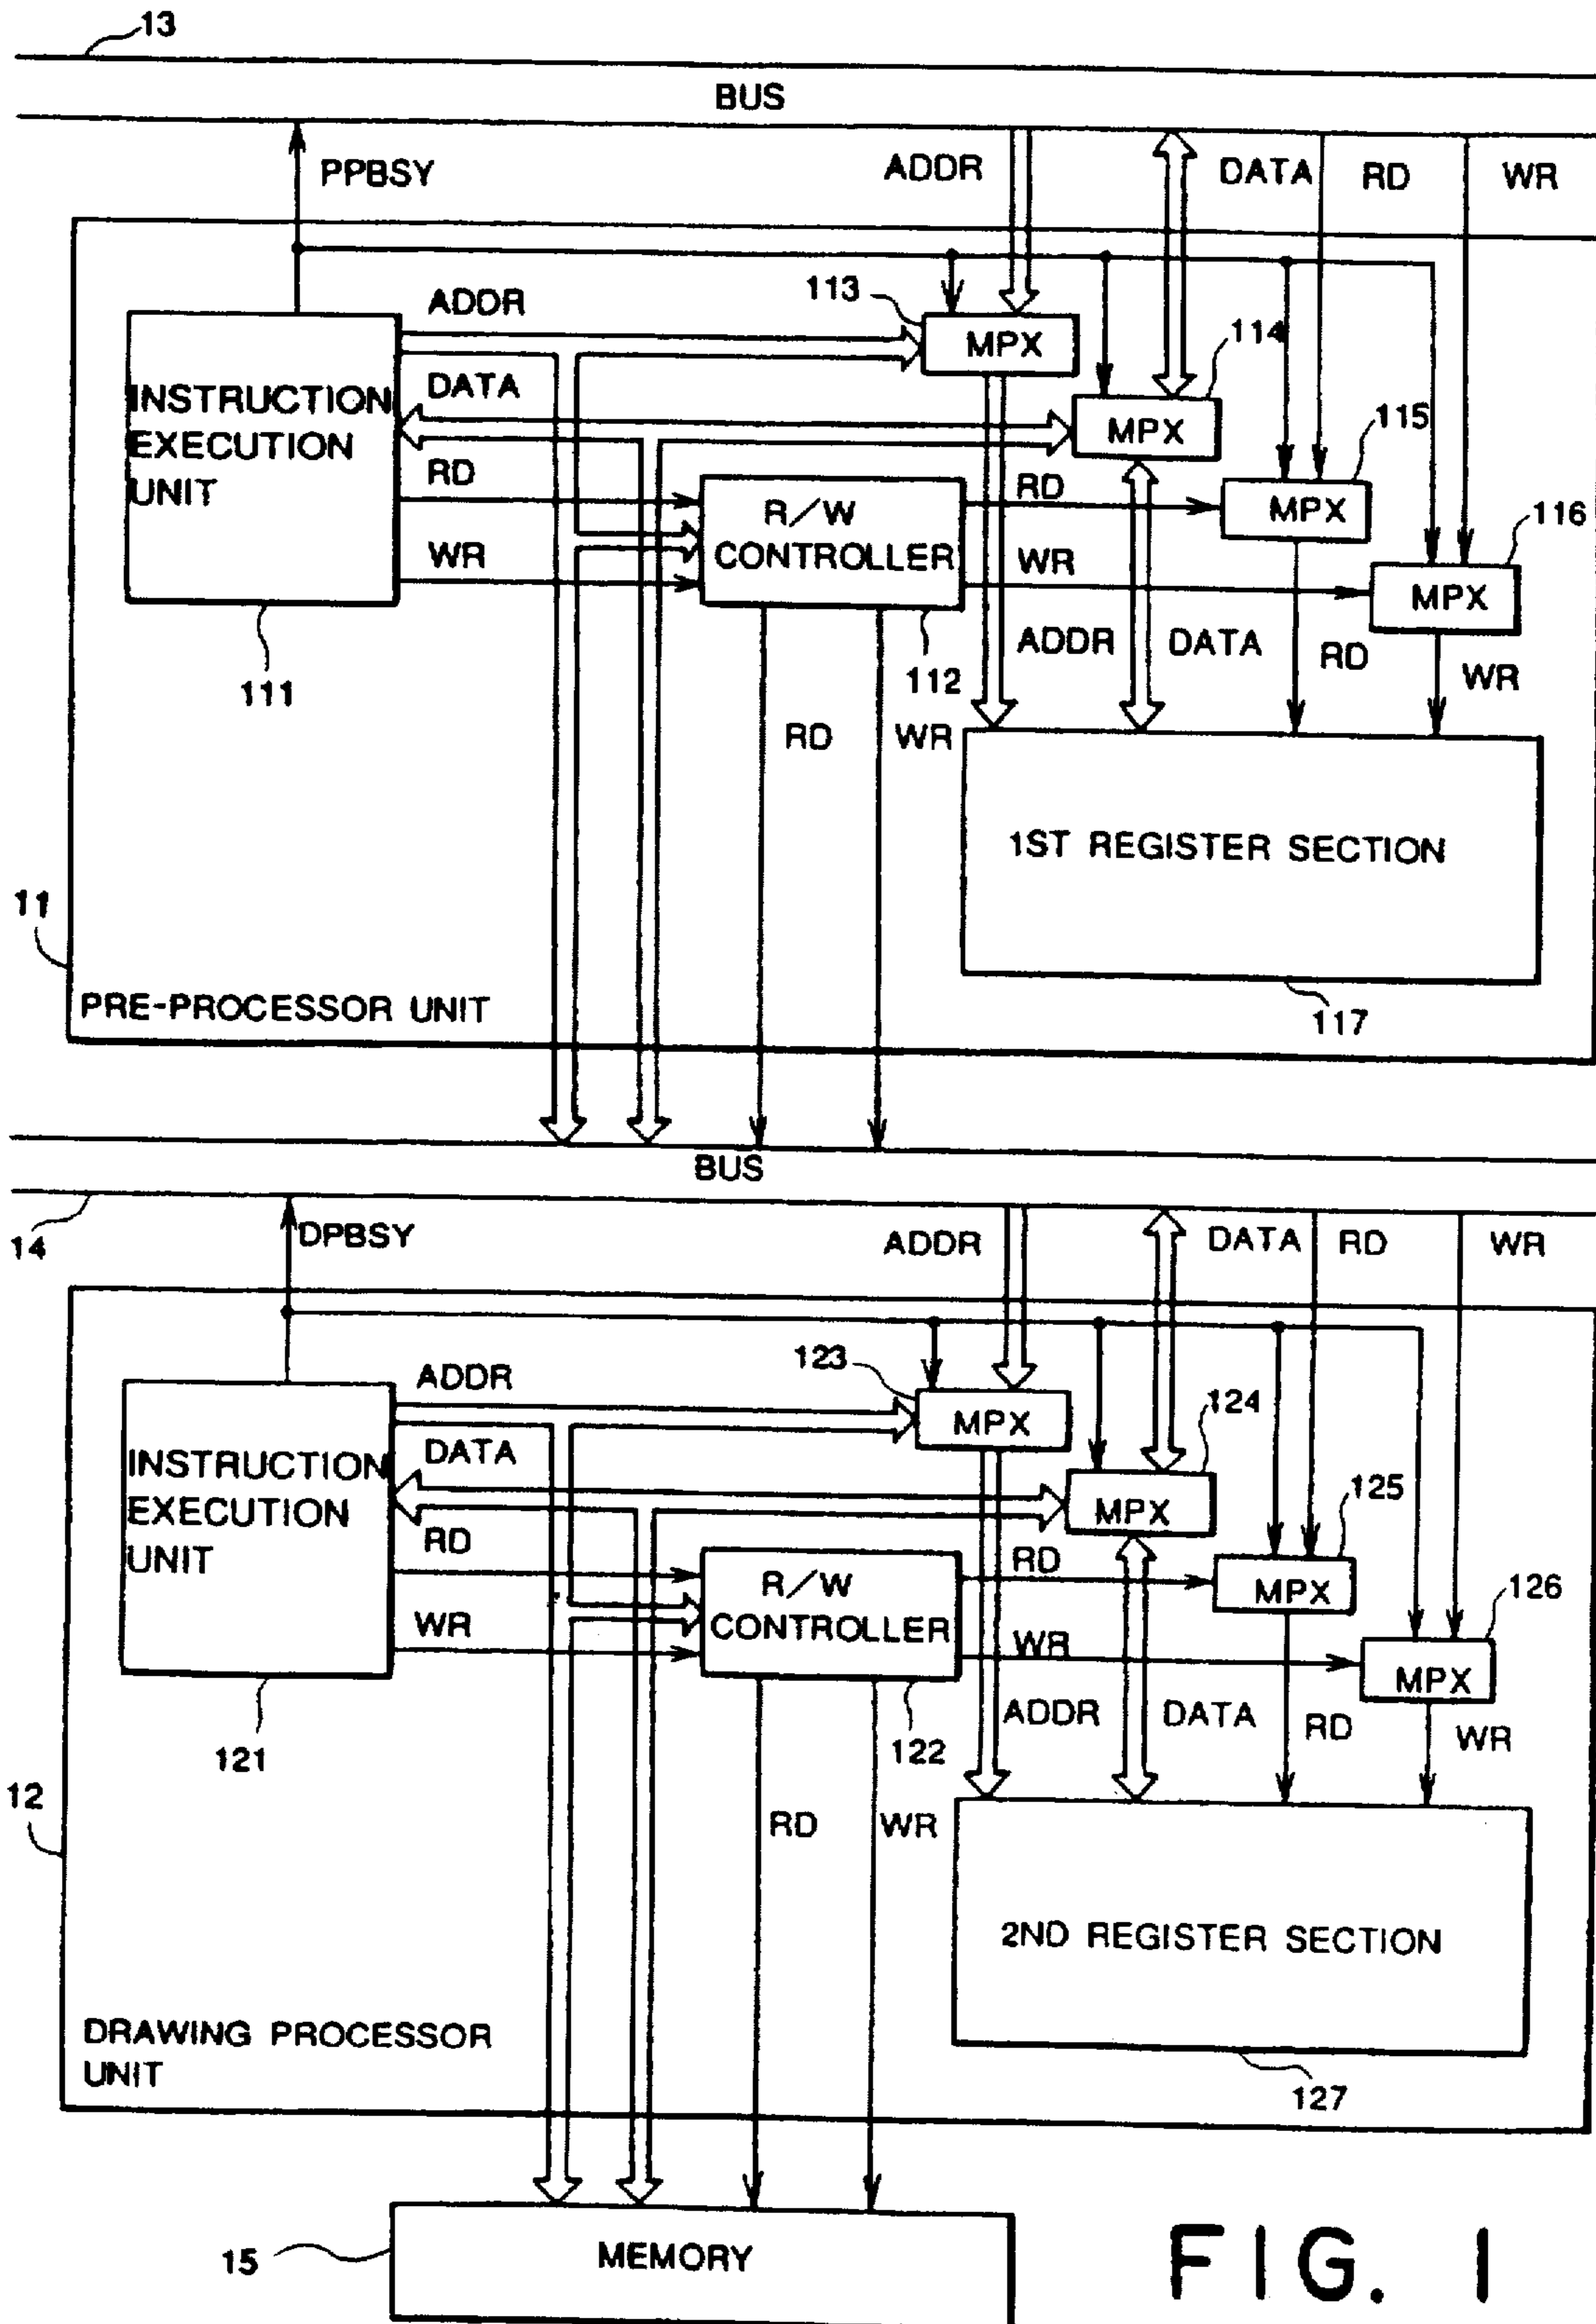 13
BUS
PPBSY
ADDR
DATA
RD
WR
ADDR
113
MPX
114
INSTRUCTION
EXECUTION
UNIT
DATA
MPX
115
RD
R/W
CONTROLLER
RD
MPX
116
WR
WR
MPX
111
112
ADDR
DATA
RD
WR
RD
WR
1ST REGISTER SECTION
11
PRE-PROCESSOR UNIT
117
BUS
14
DPBSY
ADDR
DATA
RD
WR
ADDR
123
MPX
124
INSTRUCTION
EXECUTION
UNIT
DATA
MPX
125
RD
R/W
CONTROLLER
RD
MPX
126
WR
WR
MPX
121
122
ADDR
DATA
RD
WR
12
RD
WR
2ND REGISTER SECTION
DRAWING PROCESSOR
UNIT
127
15
MEMORY
FIG. 1